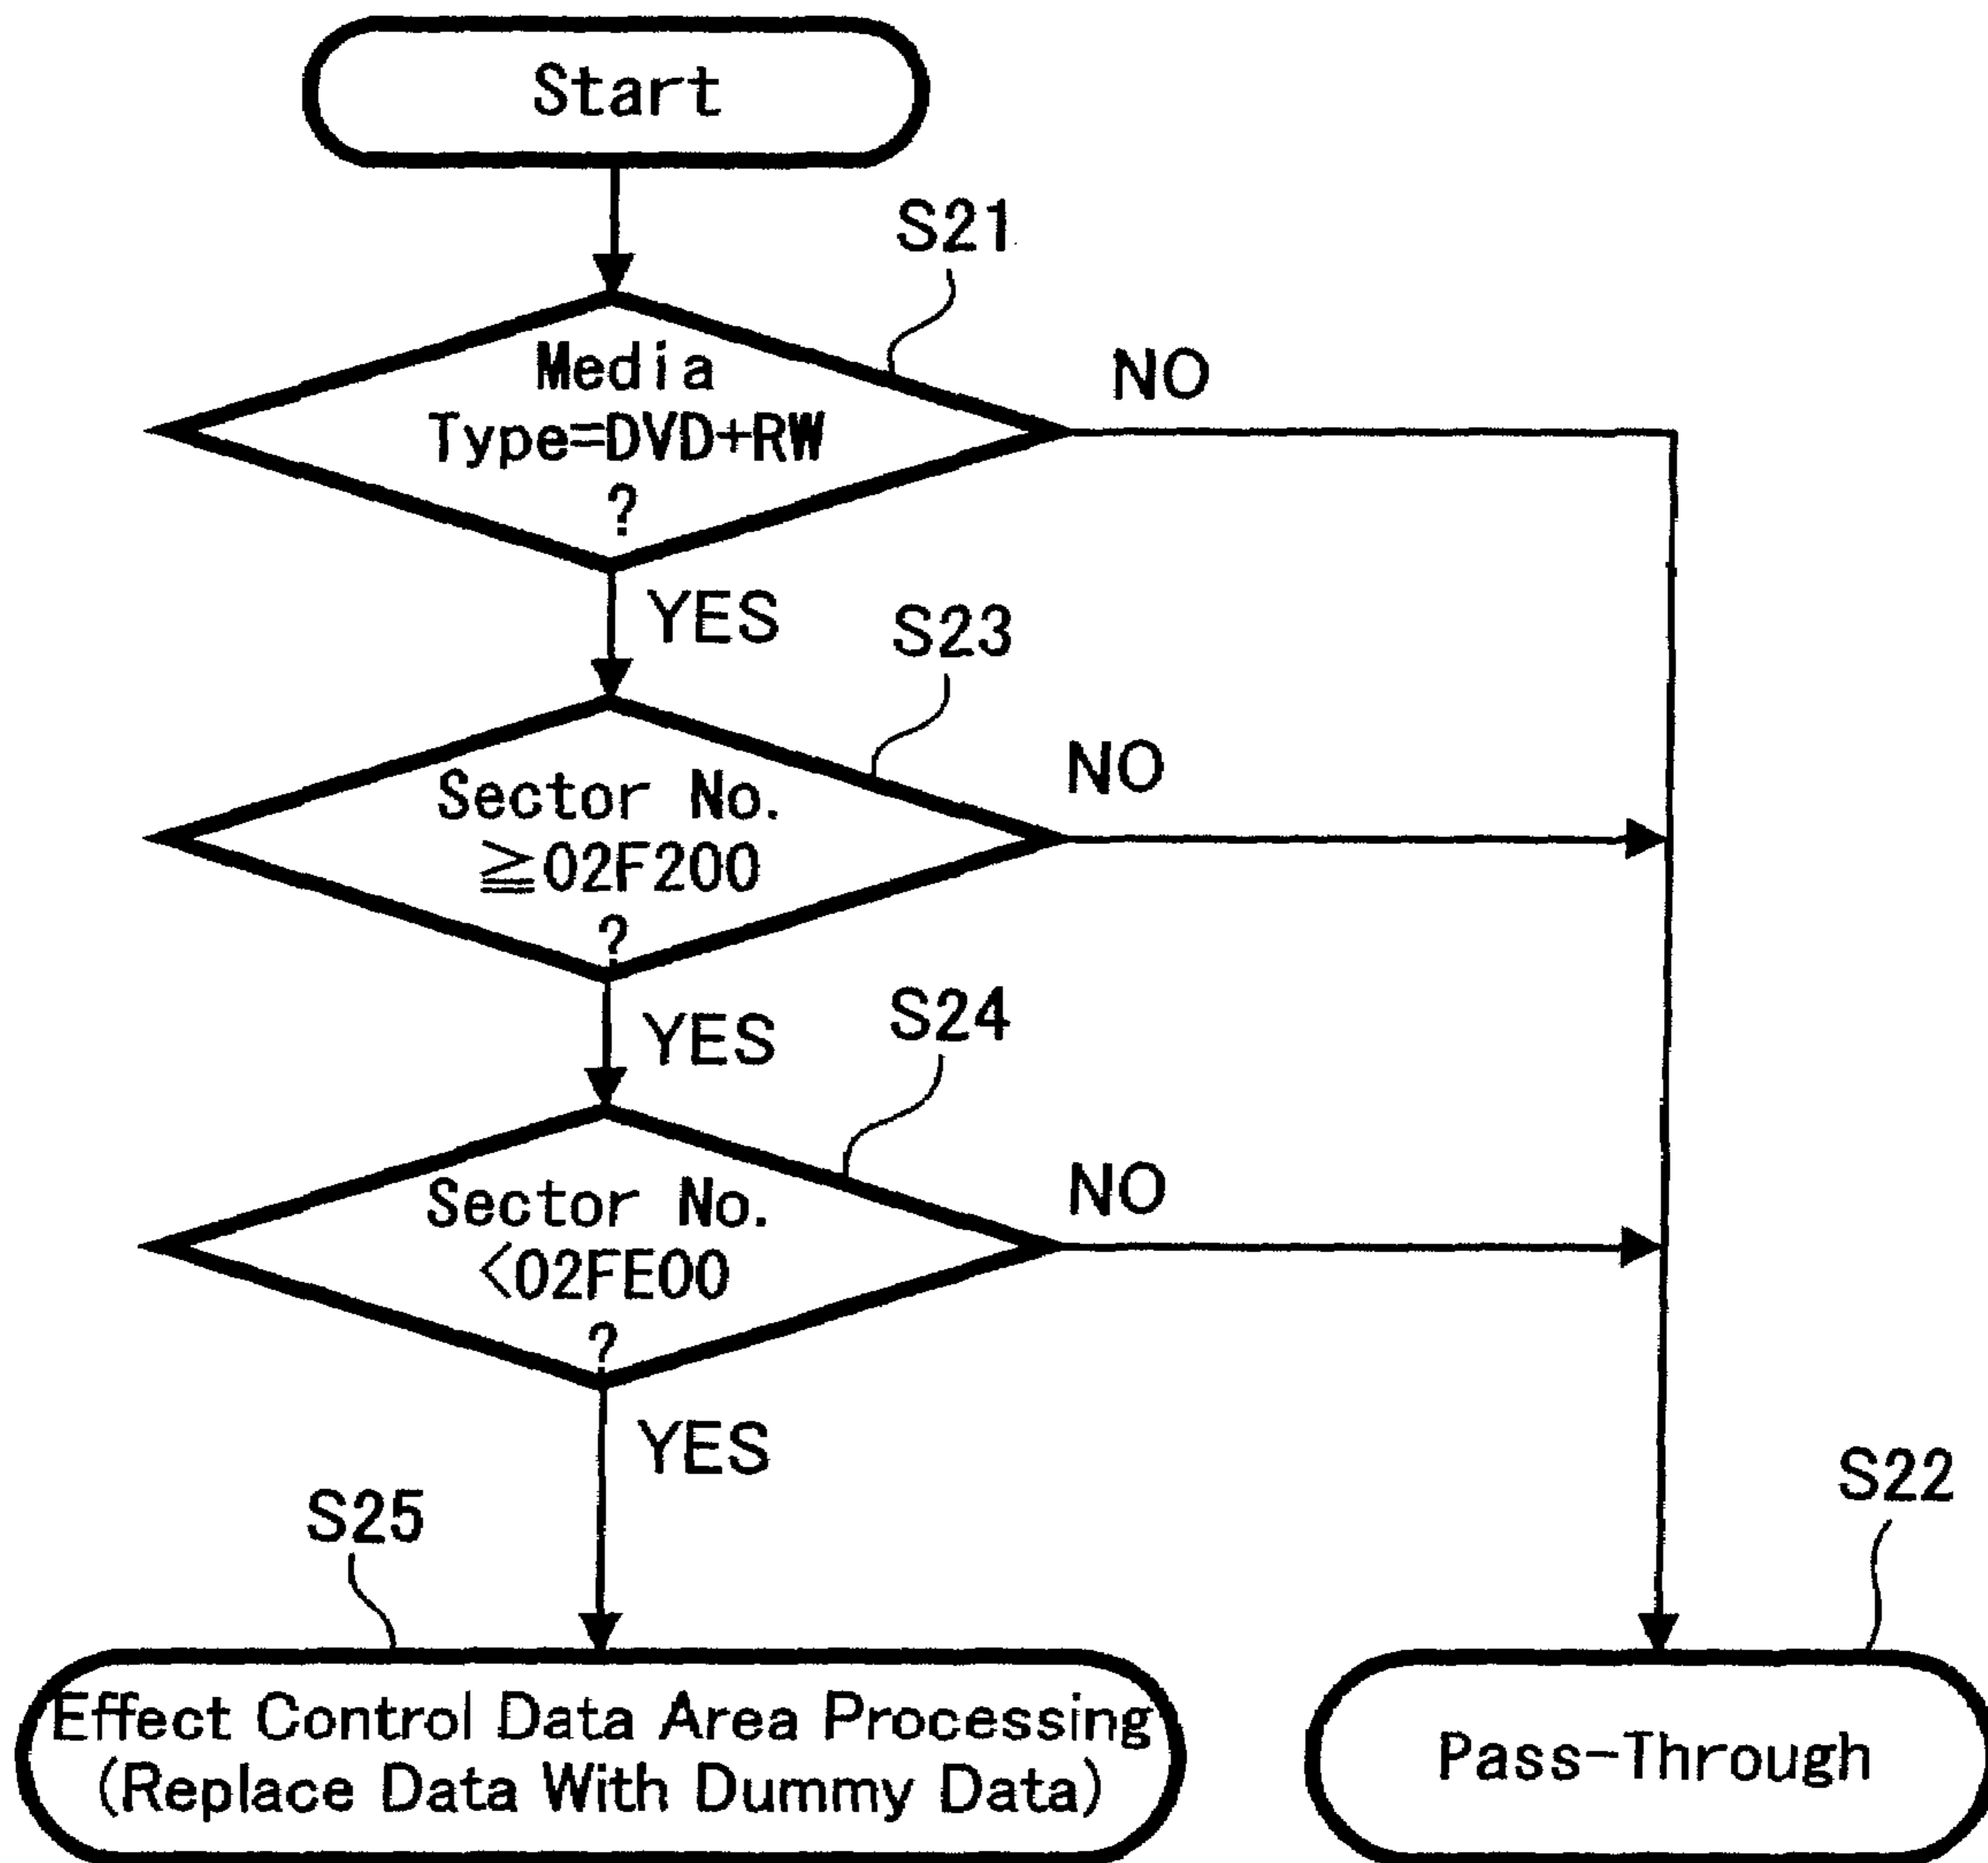 Start
S21
Media
Type=DVD+RW
?
NO
YES
S23
Sector No.
≧02F200
?
NO
YES
S24
Sector No.
<02FE00
?
NO
YES
S25
S22
Effect Control Data Area Processing
(Replace Data With Dummy Data)
Pass-Through